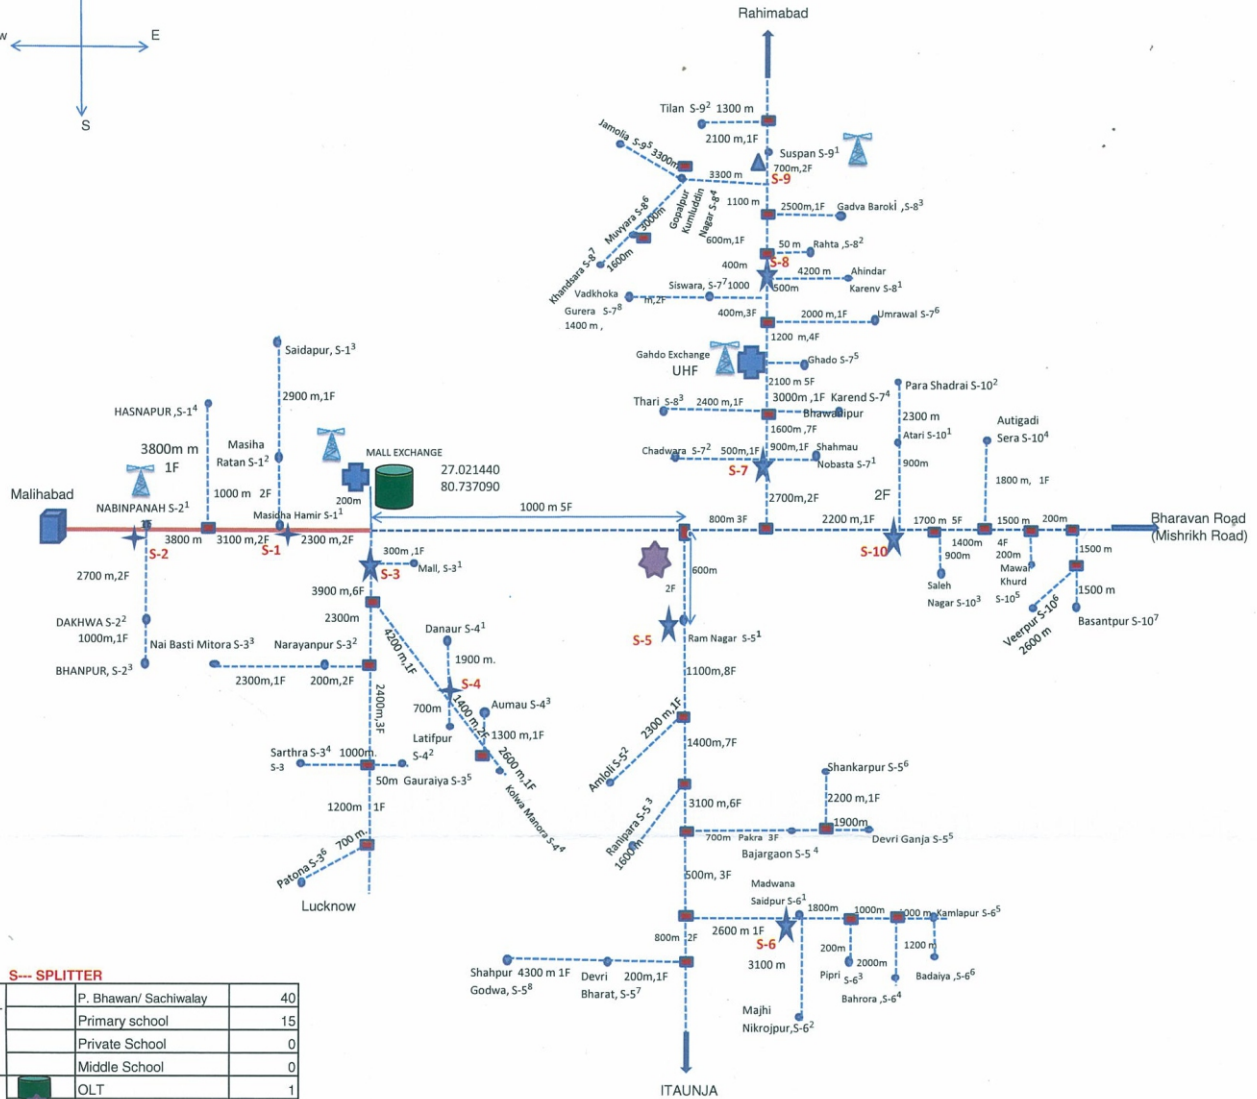 Rahimabad
w
E
S
Tilan S-9² 1300 m
2100 m,1F
Jamolia S-9⁵ 3300m
Suspan S-9¹
700m,2F
S-9
3300 m
Gopalpur
Kumluddin
Nagar S-8⁴
1100 m
2500m,1F
Gadva Baroki ,S-8³
Muvyara S-8⁶
3000m
600m,1F
50 m
Rahta ,S-8²
S-8
Khandsara S-8⁷
1600m
400m
4200 m
Ahindar
Karenv S-8¹
500m
Siswara, S-7⁷ 1000
m,2F
Vadkhoka
Gurera S-7⁸
1400 m ,
400m,3F
2000 m,1F
Umrawal S-7⁶
1200 m,4F
Gahdo Exchange
UHF
Ghado S-7⁵
2100 m 5F
Thari S-8³
2400 m,1F
3000m ,1F
Karend S-7⁴
Bhawanipur
1600m ,7F
Chadwara S-7²
500m,1F
900m,1F
Shahmau
Nobasta S-7¹
S-7
2700m,2F
Para Shadrai S-10²
2300 m
Atari S-10¹
900m
2F
Autigadi
Sera S-10⁴
1800 m, 1F
Saidapur, S-1³
2900 m,1F
HASNAPUR ,S-1⁴
3800m m
1F
Masiha
Ratan S-1²
1000 m 2F
MALL EXCHANGE
27.021440
80.737090
200m
Malihabad
NABINPANAH S-2¹
1F
Masidha Hamir S-1¹
1000 m 5F
S-2
3800 m
3100 m,2F
S-1
2300 m,2F
800m 3F
2200 m,1F
S-10
1700 m 5F
1400m
1500 m
4F
200m
Bharavan Road
(Mishrikh Road)
900m
Saleh
Nagar S-10³
200m
Mawai
Khurd
S-10⁵
1500 m
1500 m
Veerpur S-10⁶
2600 m
Basantpur S-10⁷
2700 m,2F
DAKHWA S-2²
1000m,1F
BHANPUR, S-2³
300m ,1F
Mall, S-3¹
S-3
3900 m,6F
2300m
4200 m,1F
Nai Basti Mitora S-3³
Narayanpur S-3²
2300m,1F
200m,2F
2400m,3F
Danaur S-4¹
1900 m.
S-4
700m
1400 m,2F
Latifpur
S-4²
Aumau S-4³
1300 m,1F
2600 m,1F
Kolwa Manora S-4⁴
Sarthra S-3⁴
S-3
1000m.
50m
Gauraiya S-3⁵
1200m 1F
700 m.
Patona S-3⁶
Lucknow
600m
2F
S-5
Ram Nagar S-5¹
1100m,8F
2300 m,1F
Amloli S-5²
1400m,7F
Ranipara S-5³
1600 m
3100 m,6F
Shankarpur S-5⁶
2200 m,1F
1900m
700m Pakra 3F
Devri Ganja S-5⁵
Bajargaon S-5⁴
500m, 3F
Madwana
Saidpur S-6¹
1800m
1000m
1000 m
Kamlapur S-6⁵
2600 m 1F
S-6
3100 m
800m 2F
200m
Pipri S-6³
2000m
Bahrora ,S-6⁴
1200 m
Badaiya ,S-6⁶
Shahpur 4300 m 1F
Godwa, S-5⁸
Devri 200m,1F
Bharat, S-5⁷
Majhi
Nikrojpur,S-6²
ITAUNJA
S--- SPLITTER
P. Bhawan/ Sachiwalay 40
Primary school 15
Private School 0
Middle School 0
OLT 1